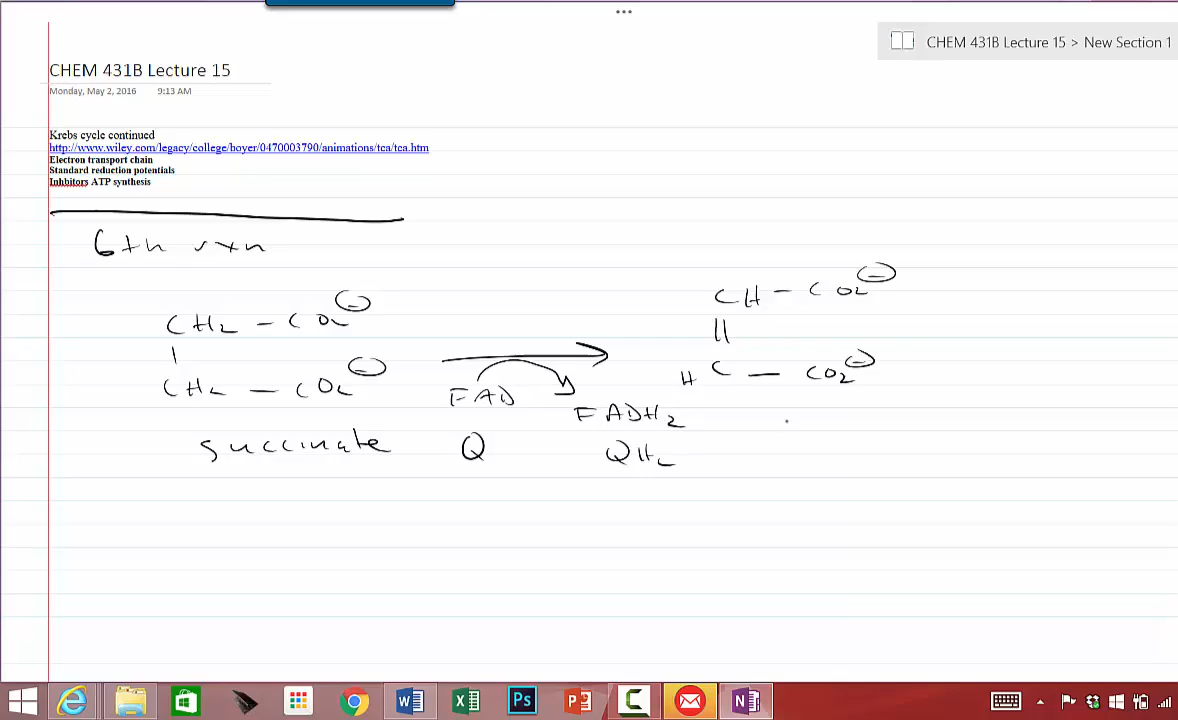 CHEM 431B Lecture 15 > New Section 1
CHEM 431B Lecture 15
Monday, May 2, 2016 9:13 AM
Krebs cycle continued
http://www.wiley.com/legacy/college/boyer/0470003790/animations/tca/tca.htm
Electron transport chain
Standard reduction potentials
Inhbitors ATP synthesis
6th rxn
CH2 – CO2 – CH – CO2 –
CH2 – CO2 – H C – CO2 –
FAD FADH2
succinate Q QH2